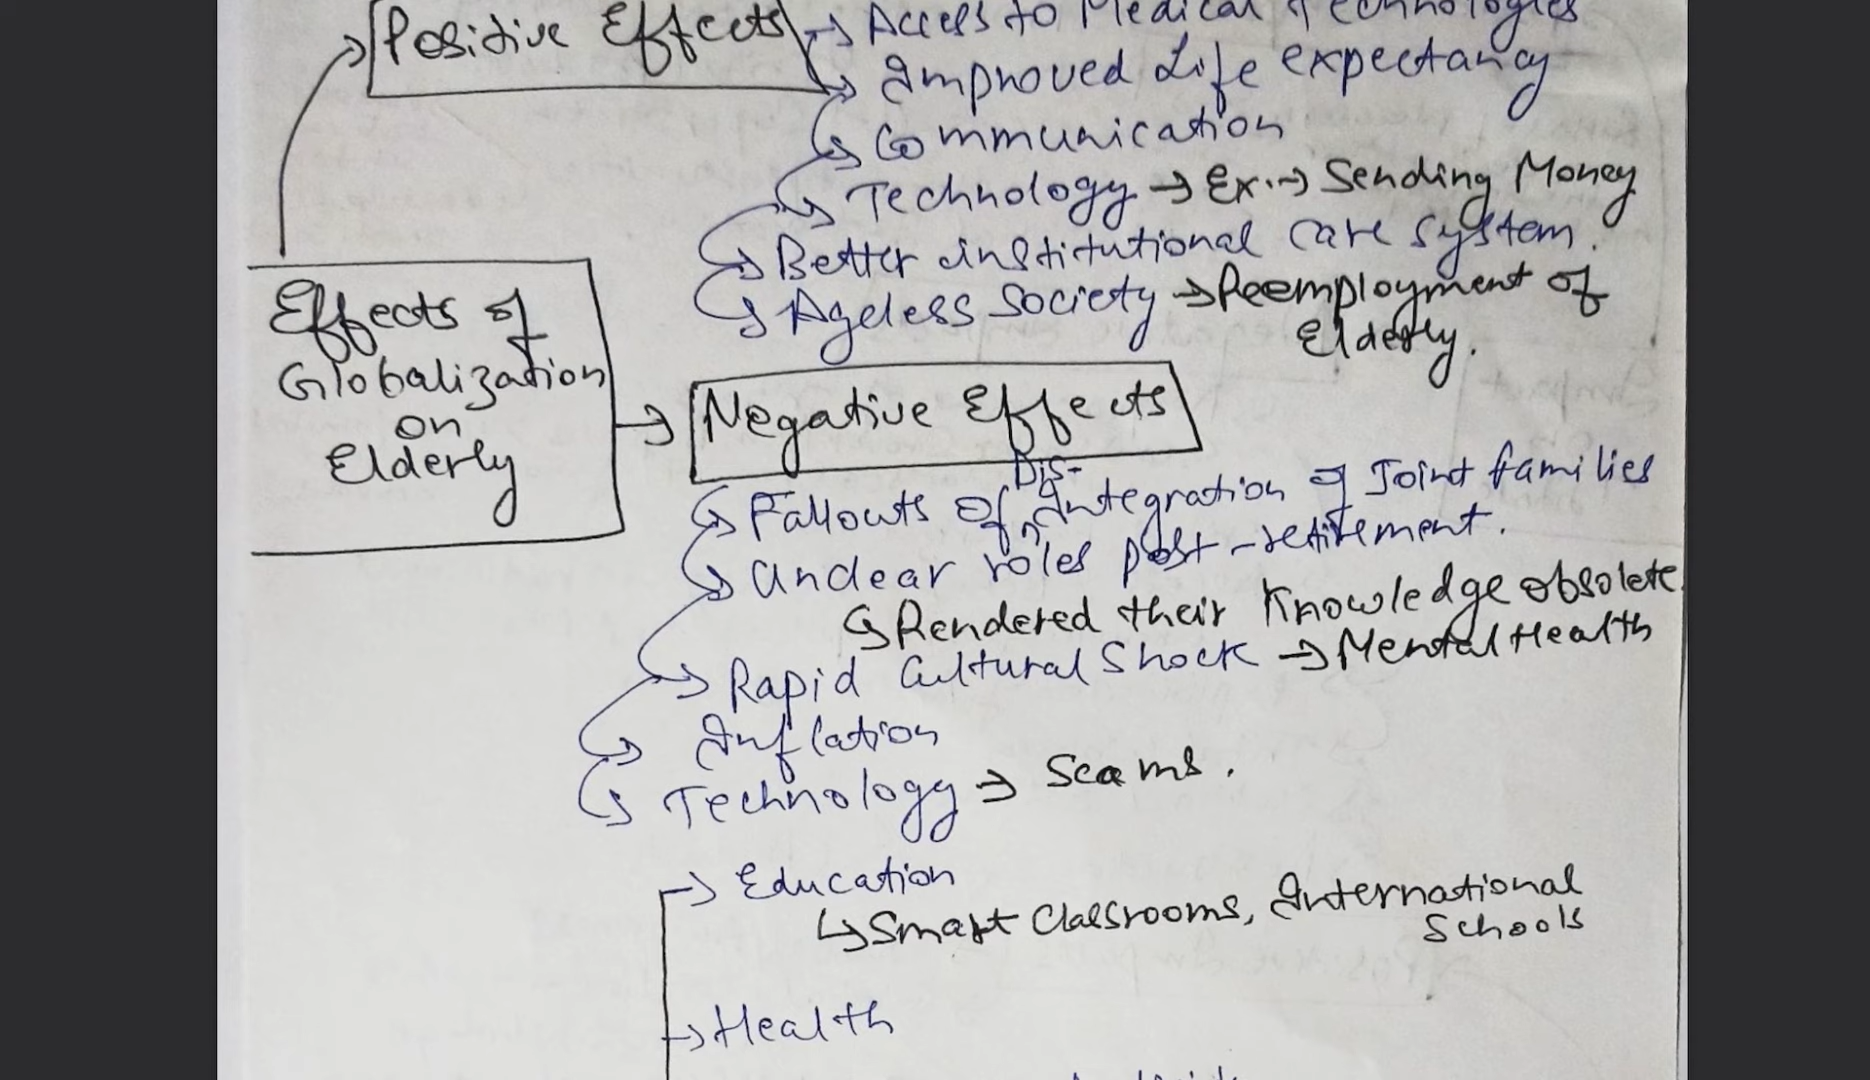 Positive Effects → Access to Medical Technologies
→ Improved Life expectancy
→ Communication
→ Technology → Ex. → Sending Money
→ Better institutional care system.
→ Ageless Society → Reemployment of
Elderly.
Effects of
Globalization
on
Elderly
→ Negative Effects
→ Fallouts of Dis-Integration of Joint families
→ Unclear roles post-retirement.
↳ Rendered their Knowledge obsolete.
→ Rapid Cultural Shock → Mental Health
→ Inflation
→ Technology → Scams.
→ Education
↳ Smart Classrooms, International
Schools
→ Health